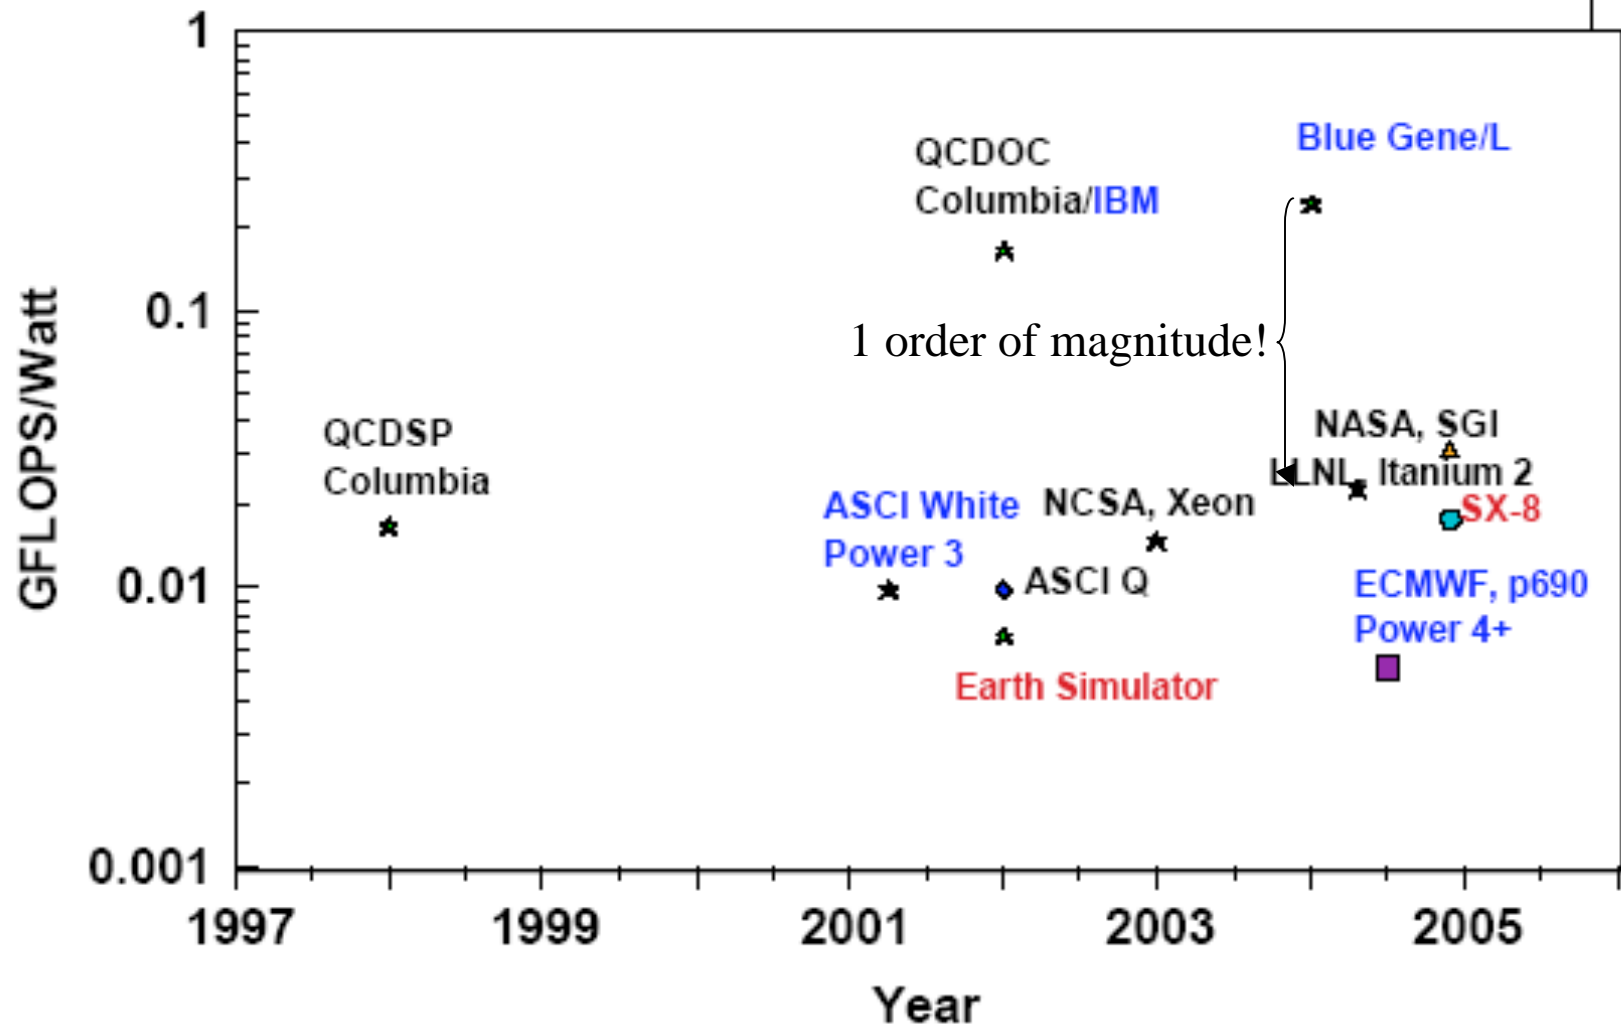 1
Blue Gene/L
QCDOC
Columbia/IBM
0.1
1 order of magnitude!
GFLOPS/Watt
NASA, SGI
QCDSP
Columbia
LLNL, Itanium 2
ASCI White
Power 3
NCSA, Xeon
SX-8
0.01
ASCI Q
ECMWF, p690
Power 4+
Earth Simulator
0.001
1997 1999 2001 2003 2005
Year